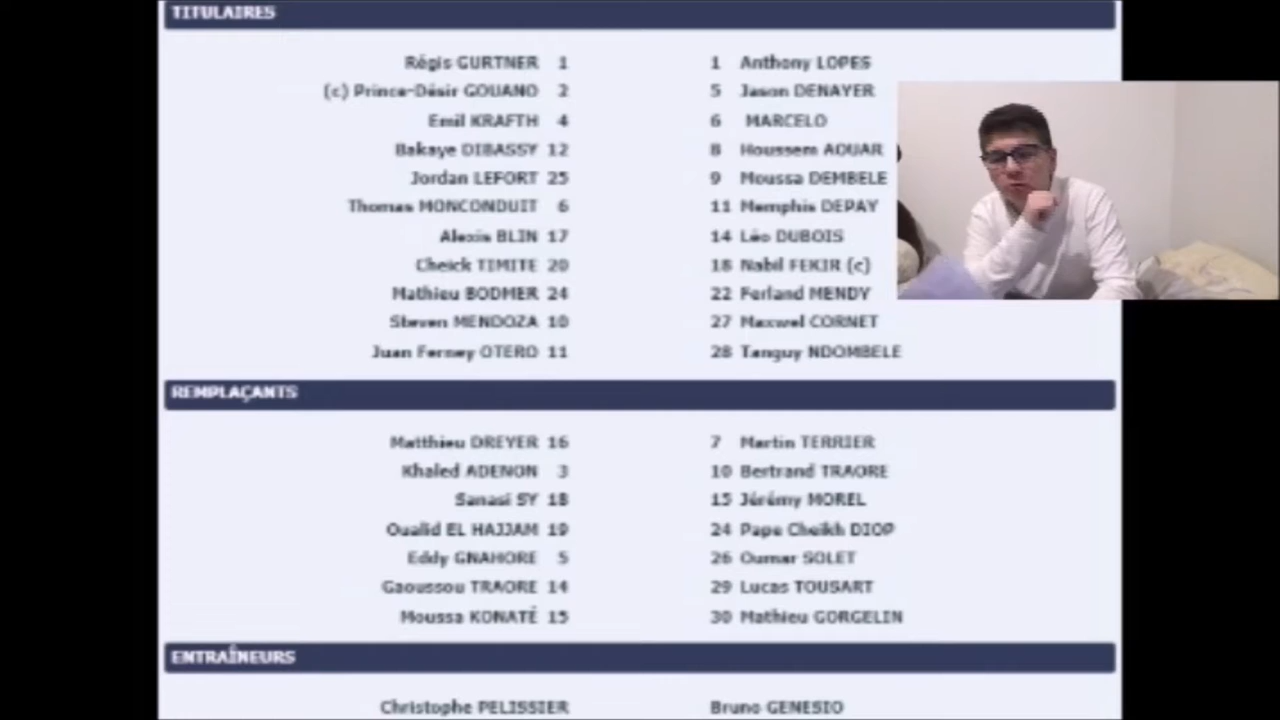 TITULAIRES
Régis GURTNER 1 1 Anthony LOPES
(c) Prince-Désir GOUANO 2 5 Jason DENAYER
Emil KRAFTH 4 6 MARCELO
Bakaye DIBASSY 12 8 Houssem AOUAR
Jordan LEFORT 25 9 Moussa DEMBELE
Thomas MONCONDUIT 6 11 Memphis DEPAY
Alexis BLIN 17 14 Léo DUBOIS
Cheick TIMITE 20 18 Nabil FEKIR (c)
Mathieu BODMER 24 22 Ferland MENDY
Steven MENDOZA 10 27 Maxwel CORNET
Juan Ferney OTERO 11 28 Tanguy NDOMBELE
REMPLAÇANTS
Matthieu DREYER 16 7 Martin TERRIER
Khaled ADENON 3 10 Bertrand TRAORE
Sanasi SY 18 15 Jérémy MOREL
Oualid EL HAJJAM 19 24 Pape Cheikh DIOP
Eddy GNAHORE 5 26 Oumar SOLET
Gaoussou TRAORE 14 29 Lucas TOUSART
Moussa KONATÉ 15 30 Mathieu GORGELIN
ENTRAÎNEURS
Christophe PELISSIER Bruno GENESIO